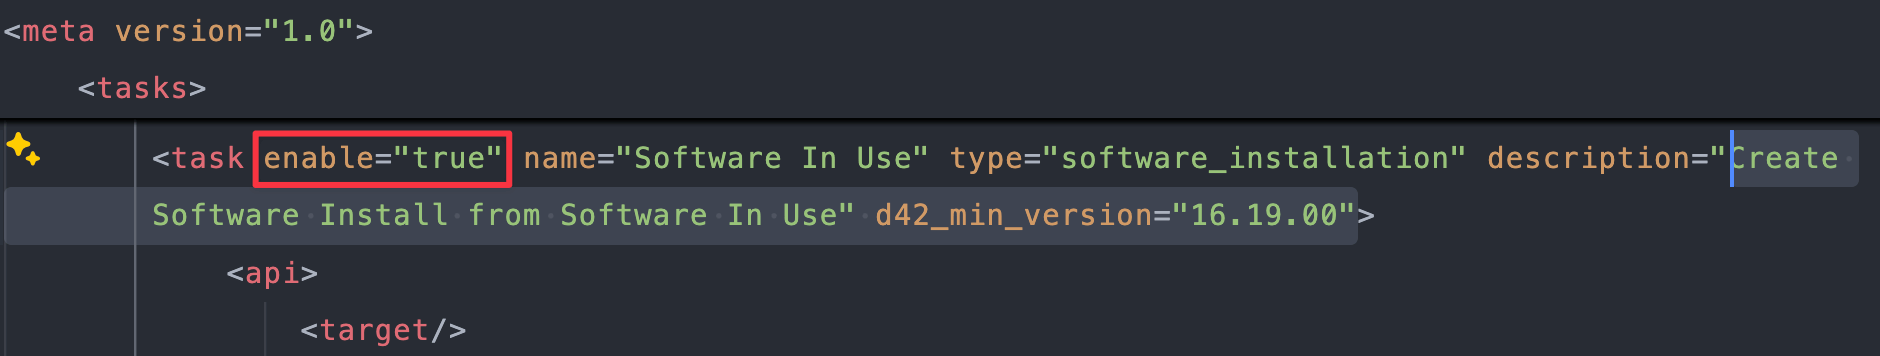 <meta version="1.0">
<tasks>
<task enable="true" name="Software In Use" type="software_installation" description="Create
Software Install from Software In Use" d42_min_version="16.19.00">
<api>
<target/>